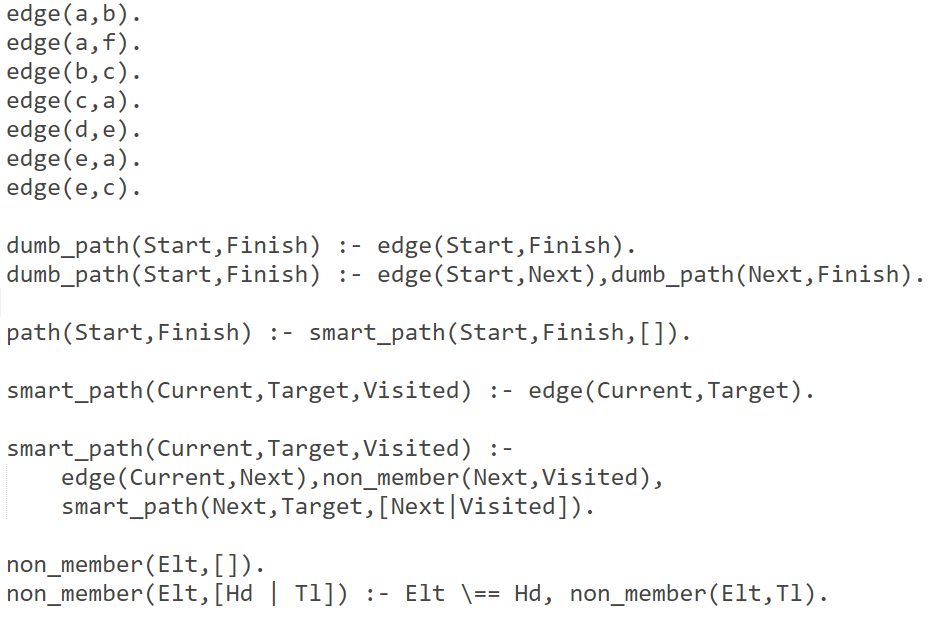 edge(a,b).
edge(a,f).
edge(b,c).
edge(c,a).
edge(d,e).
edge(e,a).
edge(e,c).

dumb_path(Start,Finish) :- edge(Start,Finish).
dumb_path(Start,Finish) :- edge(Start,Next),dumb_path(Next,Finish).

path(Start,Finish) :- smart_path(Start,Finish,[]).

smart_path(Current,Target,Visited) :- edge(Current,Target).

smart_path(Current,Target,Visited) :-
    edge(Current,Next),non_member(Next,Visited),
    smart_path(Next,Target,[Next|Visited]).

non_member(Elt,[]).
non_member(Elt,[Hd | Tl]) :- Elt \== Hd, non_member(Elt,Tl).